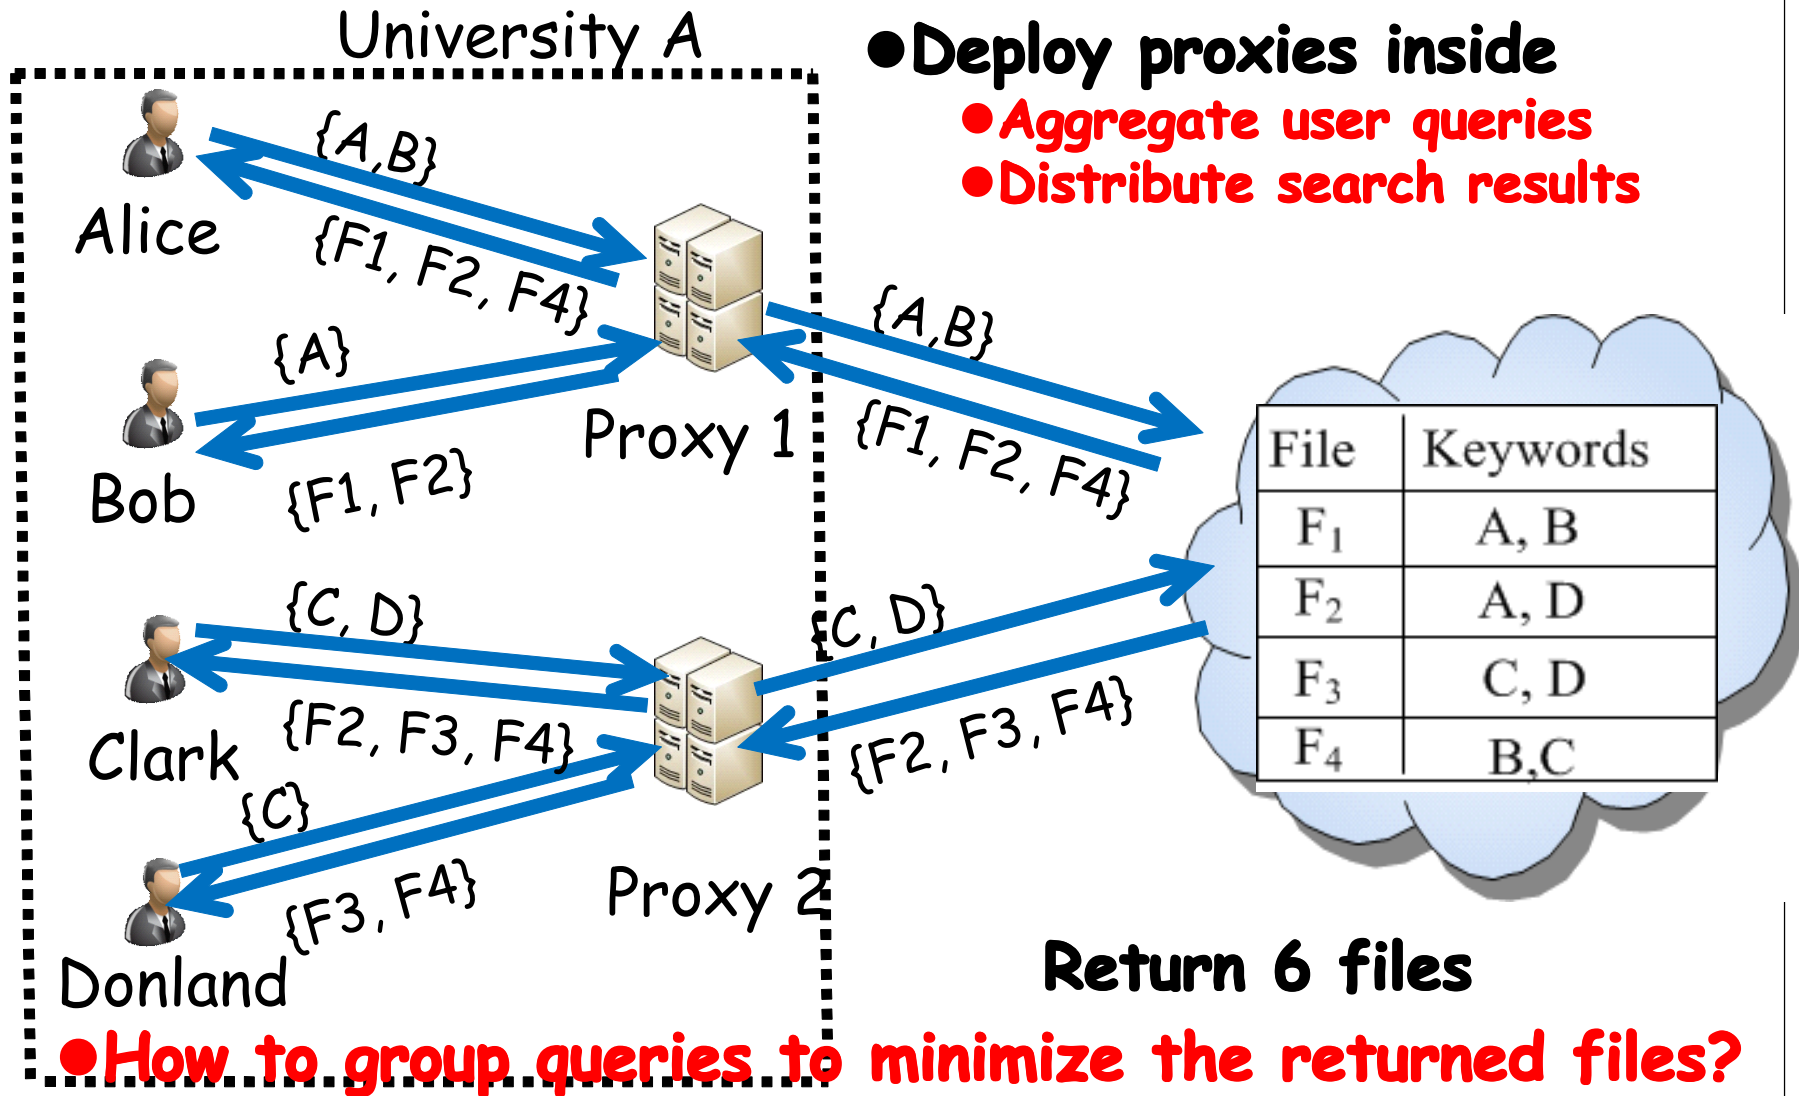 University A
●Deploy proxies inside
●Aggregate user queries
●Distribute search results
{A,B}
Alice
{F1, F2, F4}
{A}
{A,B}
Proxy 1
{F1, F2, F4}
Bob
{F1, F2}
File Keywords
F1 A, B
F2 A, D
F3 C, D
F4 B,C
{C, D}
{C, D}
Clark
{F2, F3, F4}
{F2, F3, F4}
{C}
Proxy 2
{F3, F4}
Donland
Return 6 files
●How to group queries to minimize the returned files?